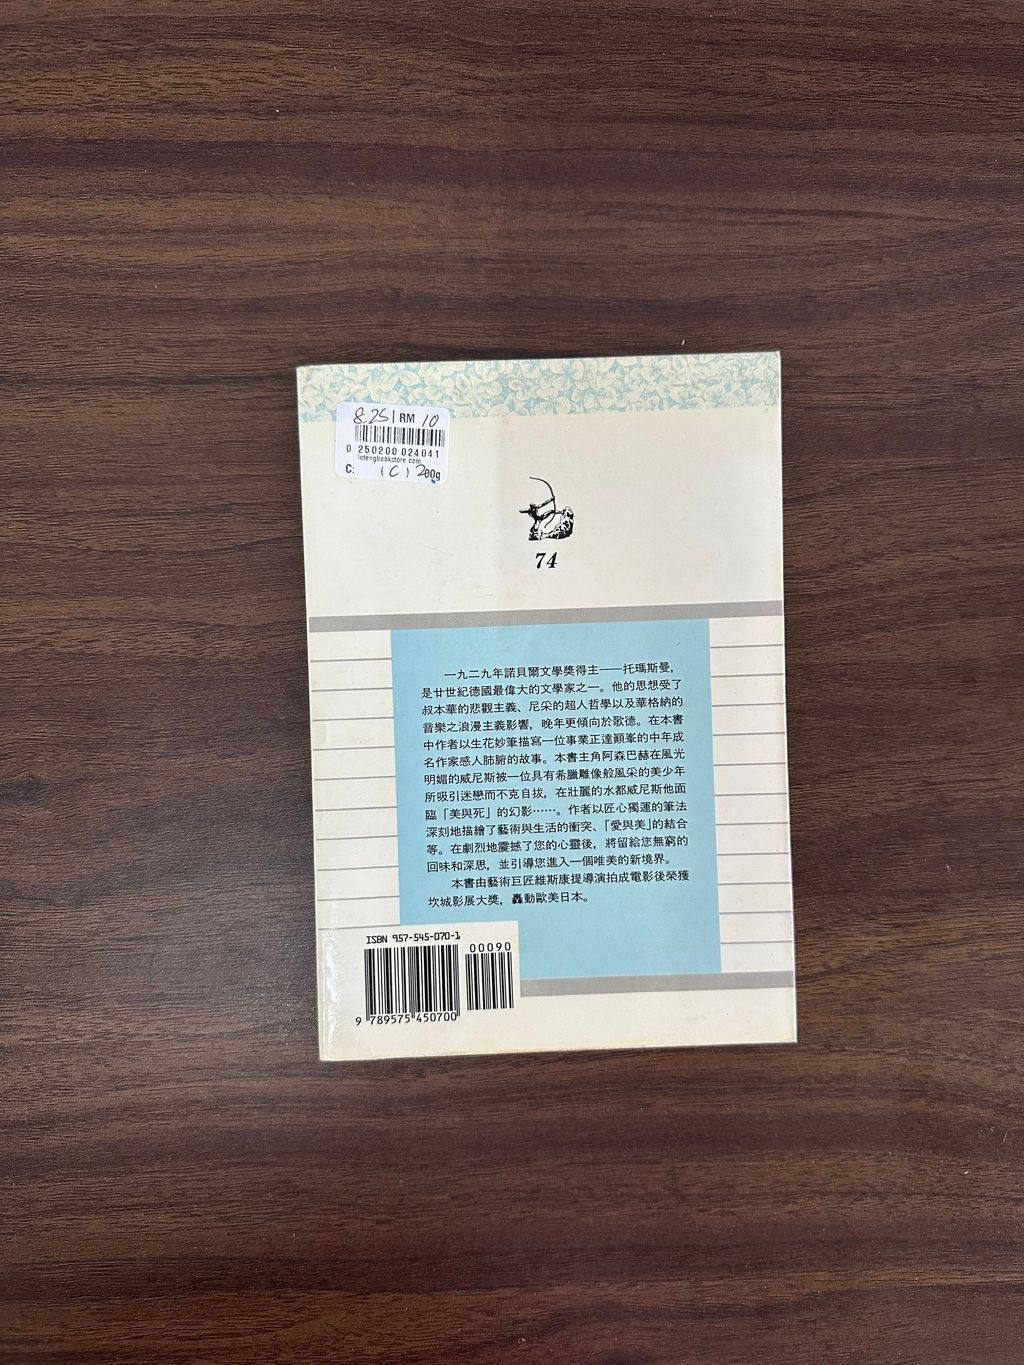 8.25 | RM 10
0 250200 024041
iotengbookstore.com
C: (C) 200g
74
一九二九年諾貝爾文學獎得主——托瑪斯曼，
是廿世紀德國最偉大的文學家之一。他的思想受了
叔本華的悲觀主義、尼采的超人哲學以及華格納的
音樂之浪漫主義影響，晚年更傾向於歌德。在本書
中作者以生花妙筆描寫一位事業正達顚峯的中年成
名作家感人肺腑的故事。本書主角阿森巴赫在風光
明媚的威尼斯被一位具有希臘雕像般風采的美少年
所吸引迷戀而不克自拔，在壯麗的水都威尼斯他面
臨「美與死」的幻影……。作者以匠心獨運的筆法
深刻地描繪了藝術與生活的衝突、「愛與美」的結合
等。在劇烈地震撼了您的心靈後，將留給您無窮的
回味和深思，並引導您進入一個唯美的新境界。
本書由藝術巨匠維斯康提導演拍成電影後榮獲
坎城影展大獎，轟動歐美日本。
ISBN 957-545-070-1
00090
9 789575 450700